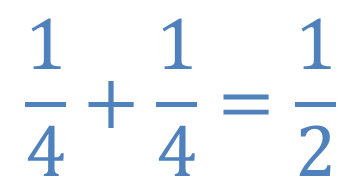 1/4 + 1/4 = 1/2